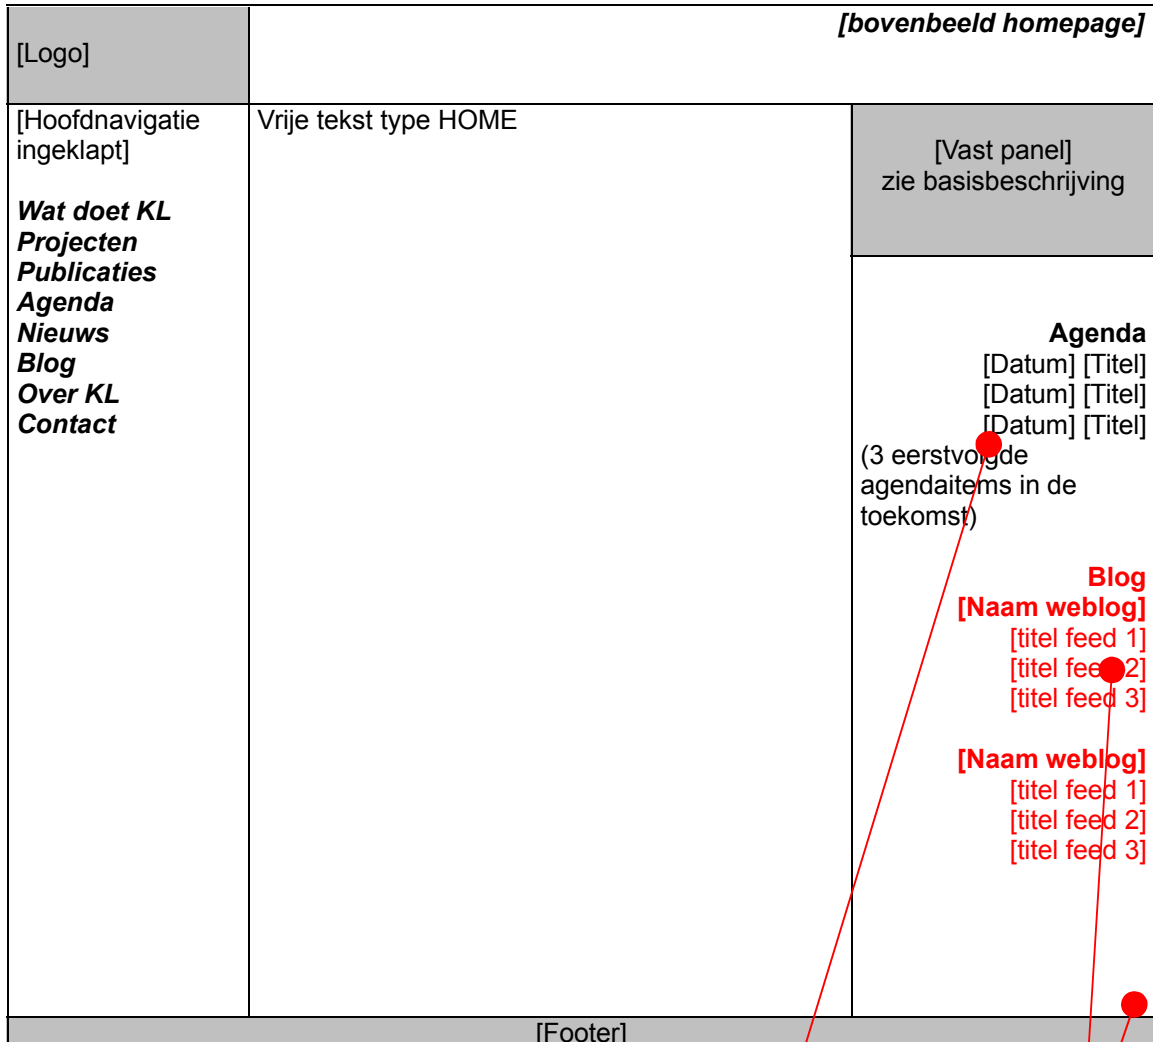 [bovenbeeld homepage]
[Logo]
[Hoofdnavigatie
ingeklapt]
Wat doet KL
Projecten
Publicaties
Agenda
Nieuws
Blog
Over KL
Contact
Vrije tekst type HOME
[Vast panel]
zie basisbeschrijving
Agenda
[Datum] [Titel]
[Datum] [Titel]
[Datum] [Titel]
(3 eerstvolgde
agendaitems in de
toekomst)
Blog
[Naam weblog]
[titel feed 1]
[titel feed 2]
[titel feed 3]
[Naam weblog]
[titel feed 1]
[titel feed 2]
[titel feed 3]
[Footer]